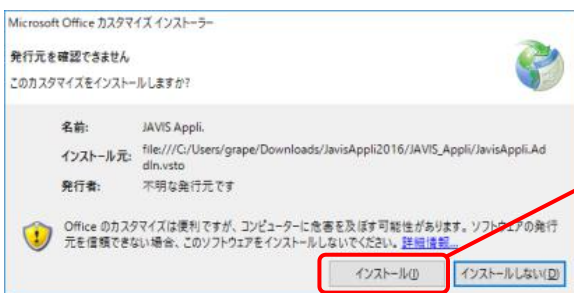 Microsoft Office カスタマイズ インストーラー
発行元を確認できません
このカスタマイズをインストールしますか?
名前: JAVIS Appli.
インストール元: file:///C:/Users/grape/Downloads/JavisAppli2016/JAVIS_Appli/JavisAppli.Ad
dIn.vsto
発行者: 不明な発行元です
Office のカスタマイズは便利ですが、コンピューターに危害を及ぼす可能性があります。ソフトウェアの発行
元を信頼できない場合、このソフトウェアをインストールしないでください。詳細情報...
インストール(I) インストールしない(D)